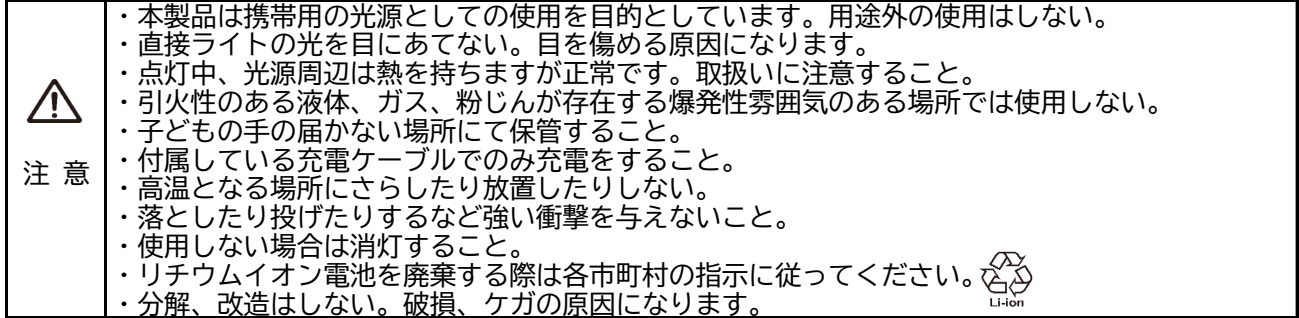 注 意
・本製品は携帯用の光源としての使用を目的としています。用途外の使用はしない。
・直接ライトの光を目にあてない。目を傷める原因になります。
・点灯中、光源周辺は熱を持ちますが正常です。取扱いに注意すること。
・引火性のある液体、ガス、粉じんが存在する爆発性雰囲気のある場所では使用しない。
・子どもの手の届かない場所にて保管すること。
・付属している充電ケーブルでのみ充電をすること。
・高温となる場所にさらしたり放置したりしない。
・落としたり投げたりするなど強い衝撃を与えないこと。
・使用しない場合は消灯すること。
・リチウムイオン電池を廃棄する際は各市町村の指示に従ってください。
Li-ion
・分解、改造はしない。破損、ケガの原因になります。